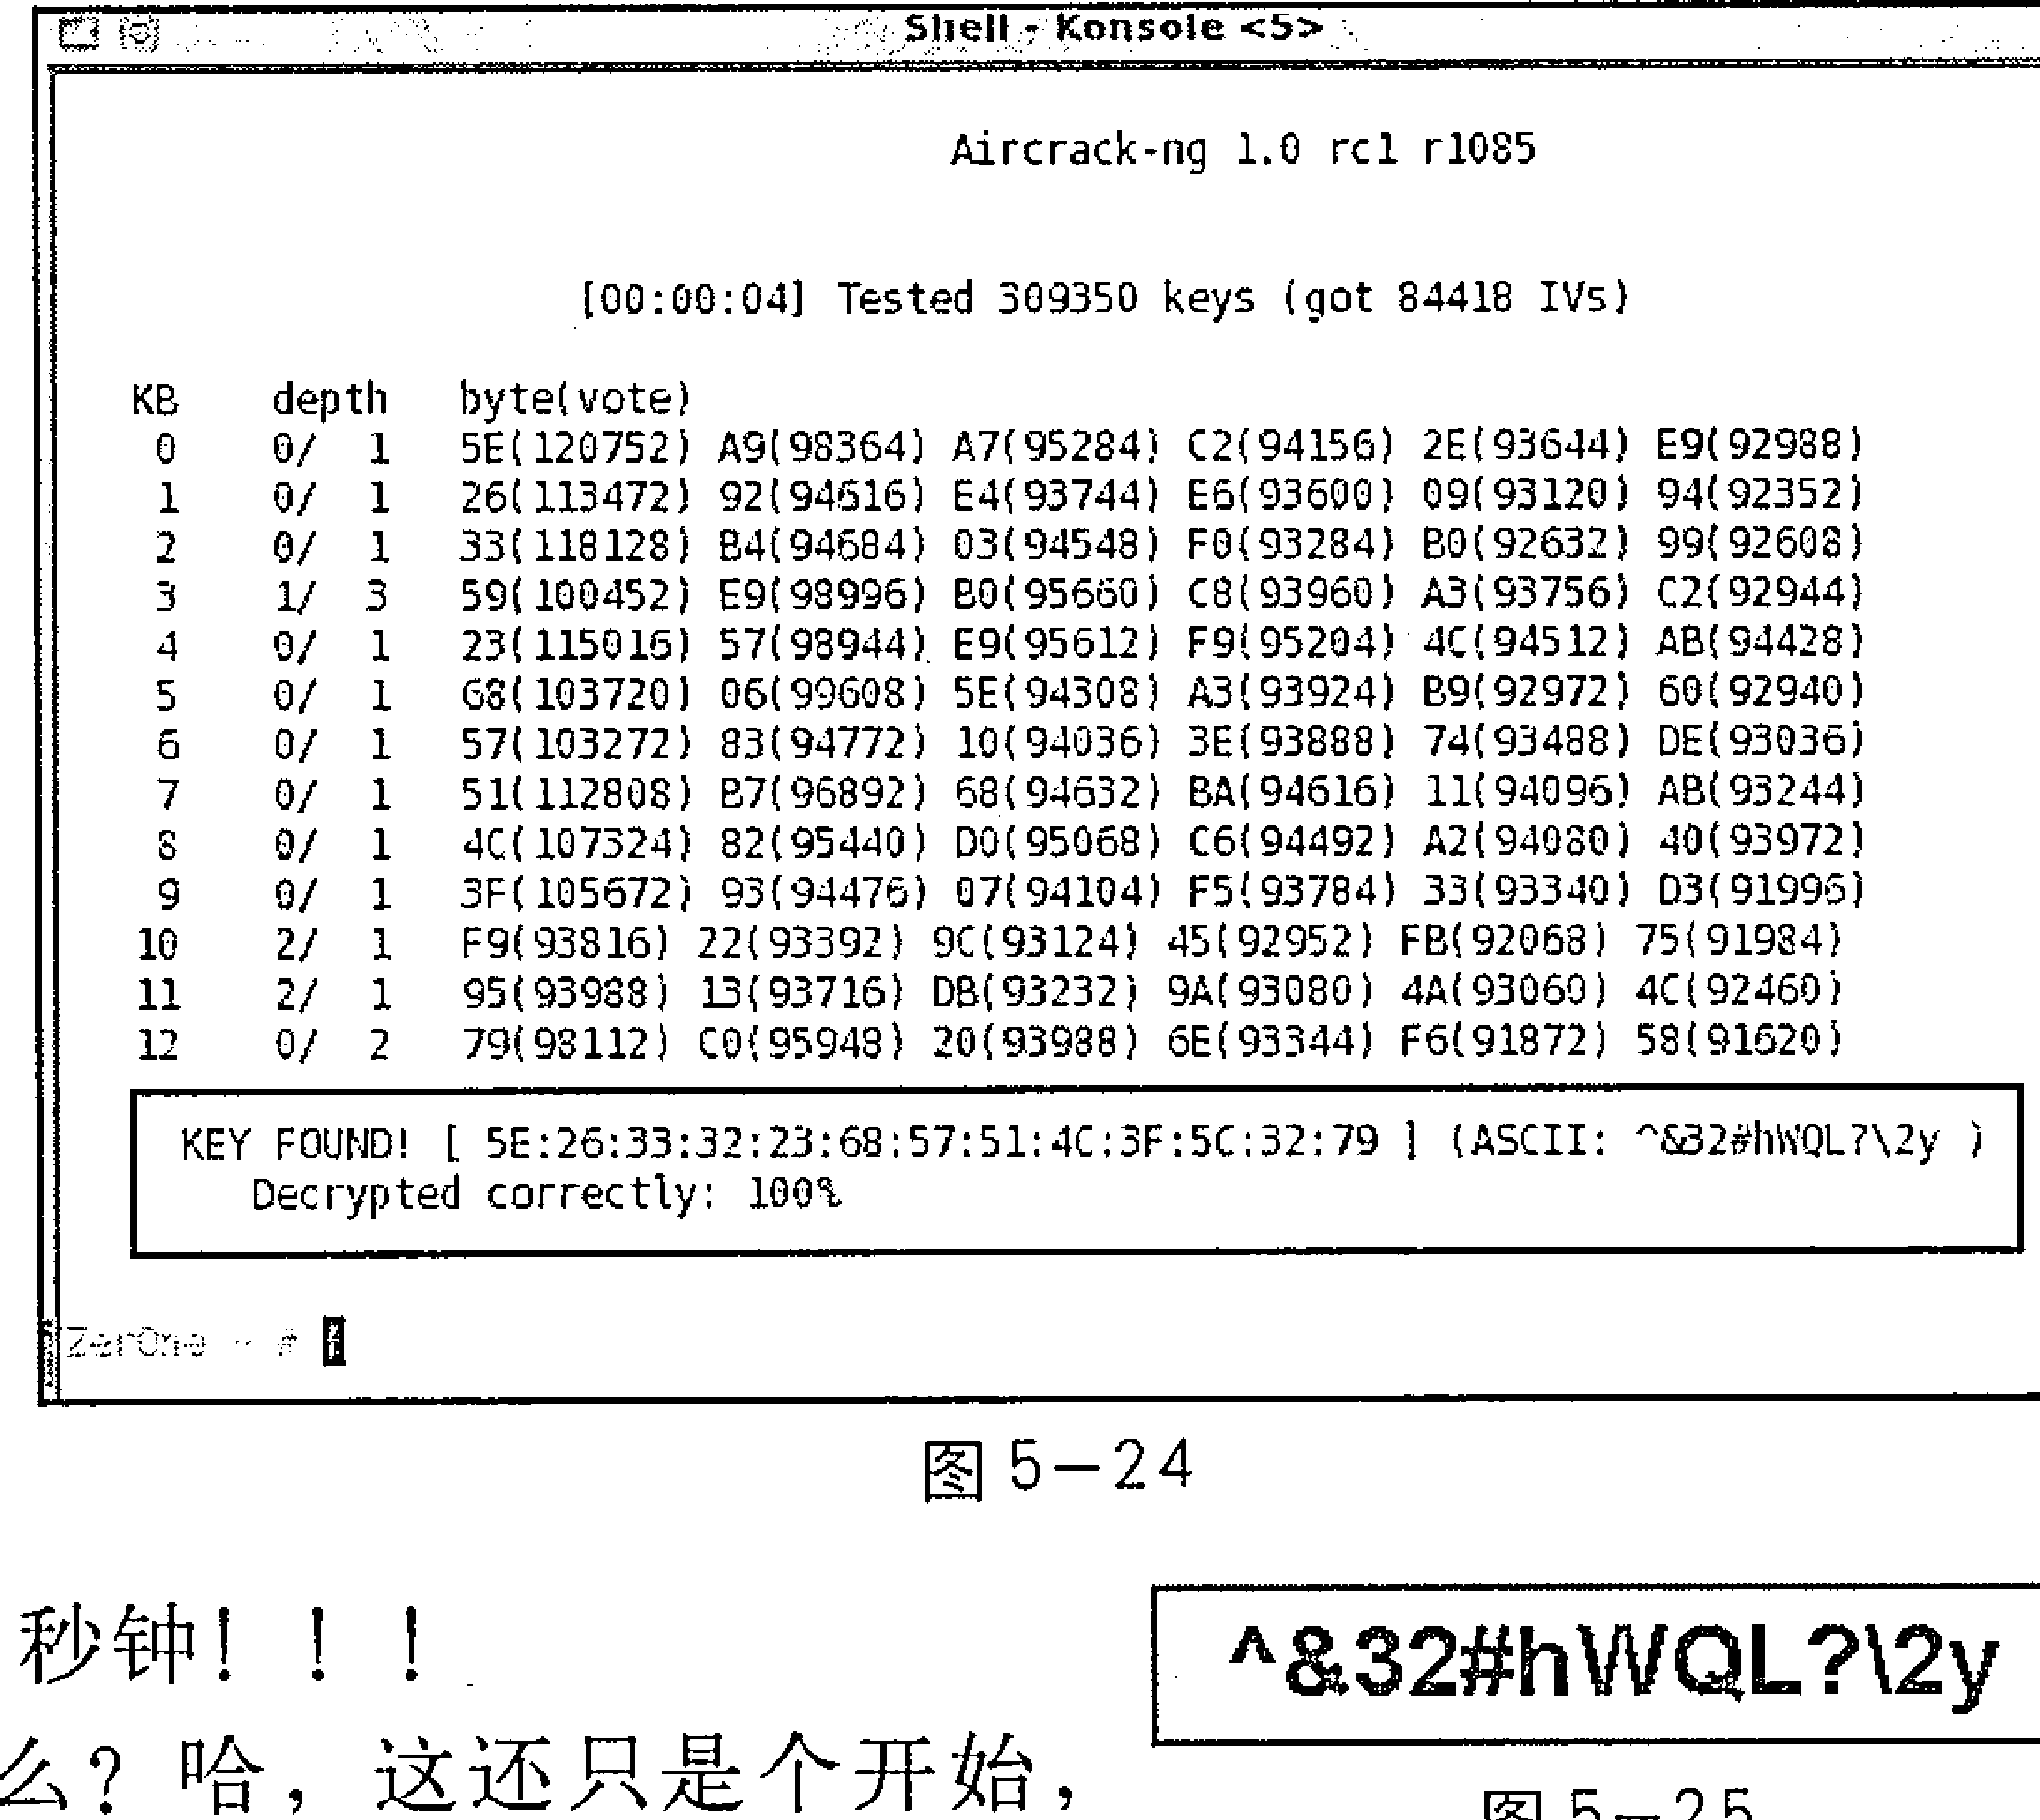 Shell - Konsole <5>
Aircrack-ng 1.0 rc1 r1085
[00:00:04] Tested 309350 keys (got 84418 IVs)
KB depth byte(vote)
0 0/ 1 5E(120752) A9(98364) A7(95284) C2(94156) 2E(93644) E9(92988)
1 0/ 1 26(113472) 92(94616) E4(93744) E6(93600) 09(93120) 94(92352)
2 0/ 1 33(118128) B4(94684) 03(94548) F0(93284) B0(92632) 99(92608)
3 1/ 3 59(100452) E9(98996) B0(95660) C8(93960) A3(93756) C2(92944)
4 0/ 1 23(115016) 57(98944) E9(95612) F9(95204) 4C(94512) AB(94428)
5 0/ 1 68(103720) 06(99608) 5E(94308) A3(93924) B9(92972) 60(92940)
6 0/ 1 57(103272) 83(94772) 10(94036) 3E(93888) 74(93488) DE(93036)
7 0/ 1 51(112808) B7(96892) 68(94632) BA(94616) 11(94096) AB(93244)
8 0/ 1 4C(107324) 82(95440) D0(95068) C6(94492) A2(94080) 40(93972)
9 0/ 1 3F(105672) 93(94476) 07(94104) F5(93784) 33(93340) D3(91996)
10 2/ 1 F9(93816) 22(93392) 9C(93124) 45(92952) FB(92068) 75(91984)
11 2/ 1 95(93988) 13(93716) DB(93232) 9A(93080) 4A(93060) 4C(92460)
12 0/ 2 79(98112) C0(95948) 20(93988) 6E(93344) F6(91872) 58(91620)
KEY FOUND! [ 5E:26:33:32:23:68:57:51:4C:3F:5C:32:79 ] (ASCII: ^&32#hWQL?\2y )
Decrypted correctly: 100%
ZerOne ~ #
图 5－24
秒钟！！！
^&32#hWQL?\2y
么？哈，这还只是个开始，
图 5－25